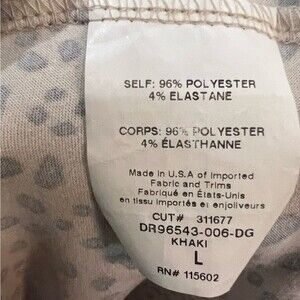 SELF: 96% POLYESTER
4% ELASTANE
CORPS: 96% POLYESTER
4% ÉLASTHANNE
Made in U.S.A of Imported
Fabric and Trims
Fabriqué en États-Unis
en tissu importés et enjoliveurs
CUT# 311677
DR96543-006-DG
KHAKI
L
RN# 115602